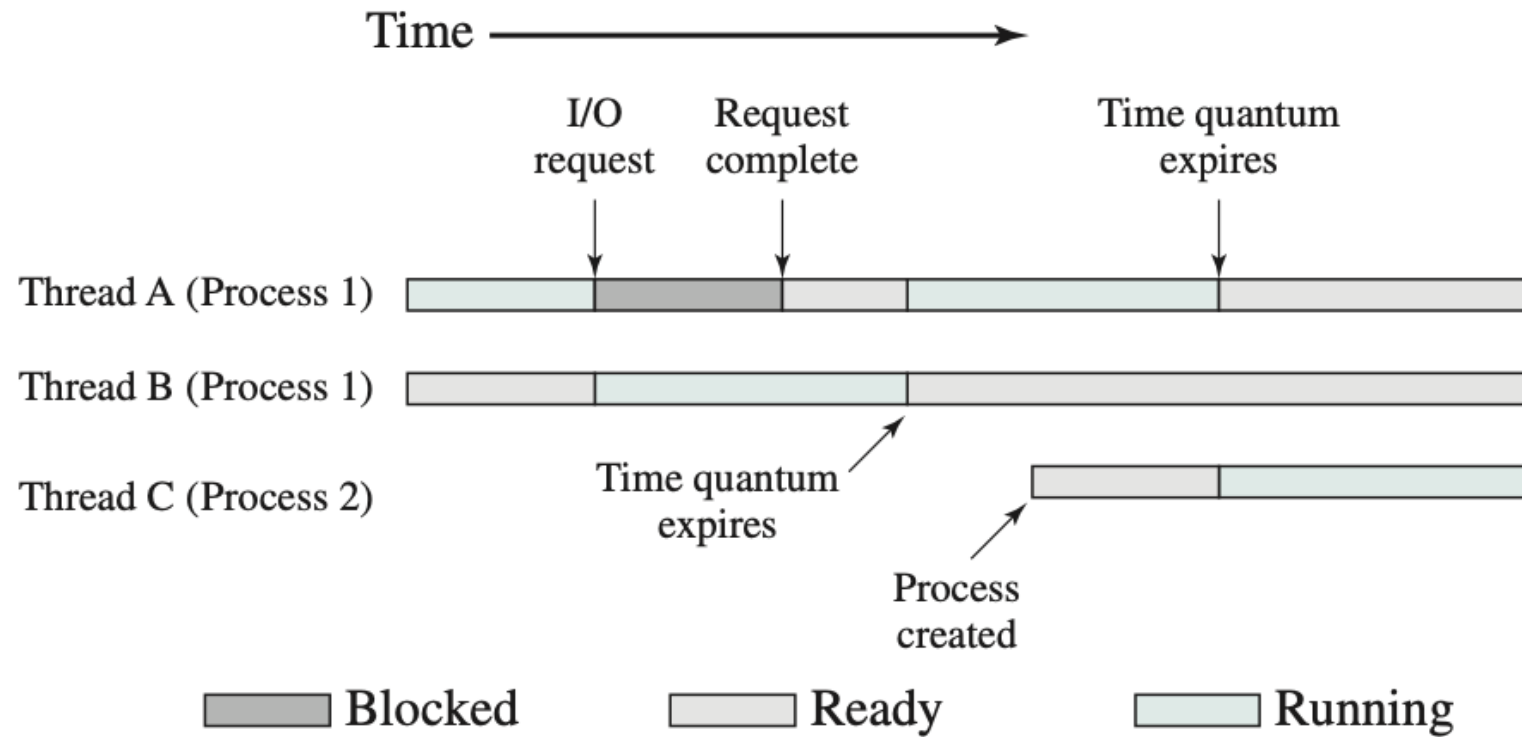 Time
I/O
request
Request
complete
Time quantum
expires
Thread A (Process 1)
Thread B (Process 1)
Time quantum
expires
Thread C (Process 2)
Process
created
Blocked
Ready
Running